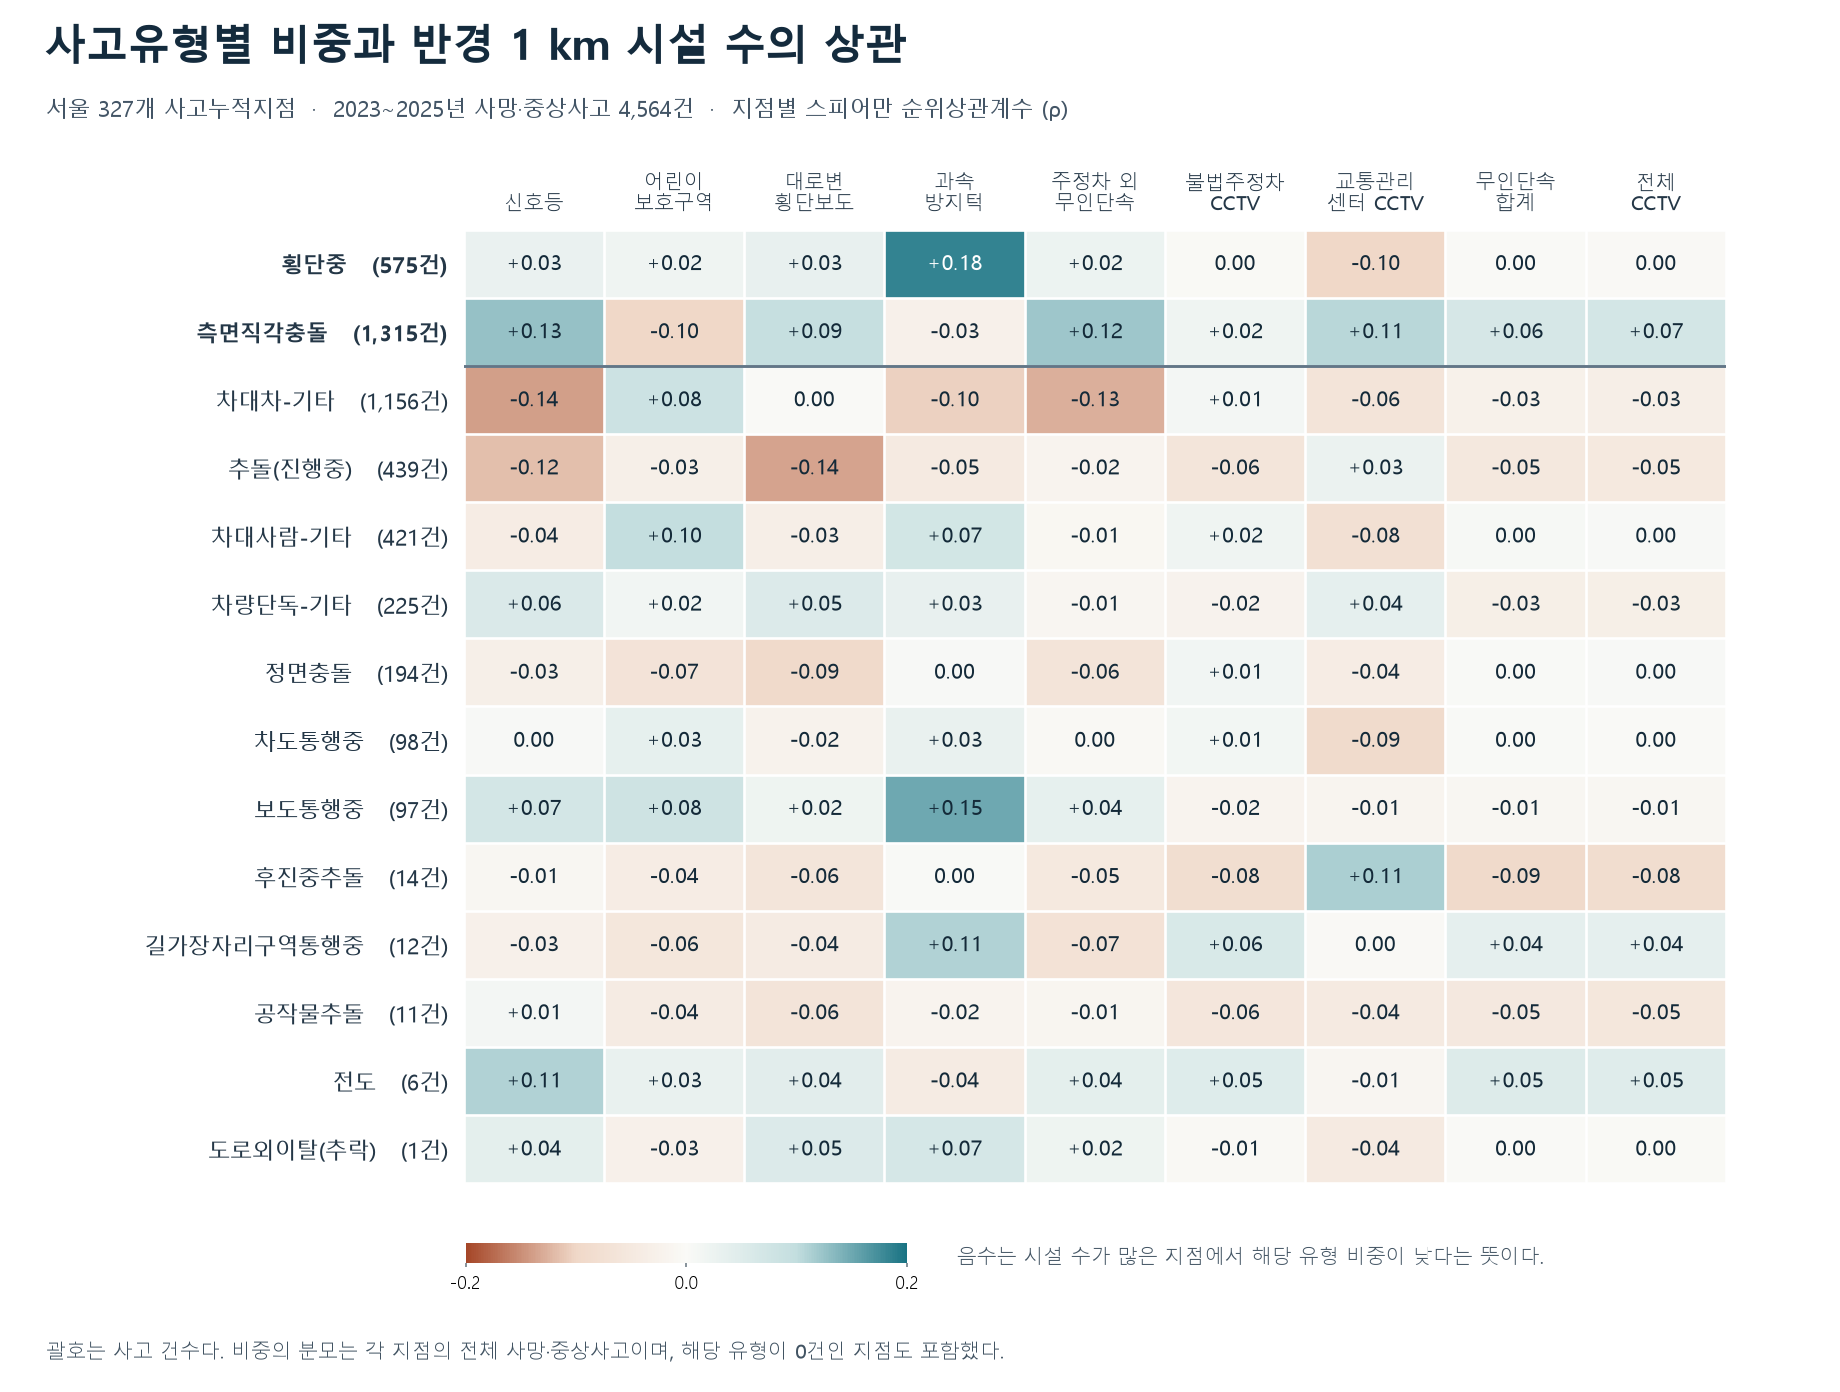 사고유형별 비중과 반경 1 km 시설 수의 상관
서울 327개 사고누적지점 · 2023~2025년 사망·중상사고 4,564건 · 지점별 스피어만 순위상관계수 (ρ)
신호등 어린이 보호구역 대로변 횡단보도 과속 방지턱 주정차 외 무인단속 불법주정차 CCTV 교통관리 센터 CCTV 무인단속 합계 전체 CCTV
횡단중 (575건) +0.03 +0.02 +0.03 +0.18 +0.02 0.00 -0.10 0.00 0.00
측면직각충돌 (1,315건) +0.13 -0.10 +0.09 -0.03 +0.12 +0.02 +0.11 +0.06 +0.07
차대차-기타 (1,156건) -0.14 +0.08 0.00 -0.10 -0.13 +0.01 -0.06 -0.03 -0.03
추돌(진행중) (439건) -0.12 -0.03 -0.14 -0.05 -0.02 -0.06 +0.03 -0.05 -0.05
차대사람-기타 (421건) -0.04 +0.10 -0.03 +0.07 -0.01 +0.02 -0.08 0.00 0.00
차량단독-기타 (225건) +0.06 +0.02 +0.05 +0.03 -0.01 -0.02 +0.04 -0.03 -0.03
정면충돌 (194건) -0.03 -0.07 -0.09 0.00 -0.06 +0.01 -0.04 0.00 0.00
차도통행중 (98건) 0.00 +0.03 -0.02 +0.03 0.00 +0.01 -0.09 0.00 0.00
보도통행중 (97건) +0.07 +0.08 +0.02 +0.15 +0.04 -0.02 -0.01 -0.01 -0.01
후진중추돌 (14건) -0.01 -0.04 -0.06 0.00 -0.05 -0.08 +0.11 -0.09 -0.08
길가장자리구역통행중 (12건) -0.03 -0.06 -0.04 +0.11 -0.07 +0.06 0.00 +0.04 +0.04
공작물추돌 (11건) +0.01 -0.04 -0.06 -0.02 -0.01 -0.06 -0.04 -0.05 -0.05
전도 (6건) +0.11 +0.03 +0.04 -0.04 +0.04 +0.05 -0.01 +0.05 +0.05
도로외이탈(추락) (1건) +0.04 -0.03 +0.05 +0.07 +0.02 -0.01 -0.04 0.00 0.00
-0.2 0.0 0.2
음수는 시설 수가 많은 지점에서 해당 유형 비중이 낮다는 뜻이다.
괄호는 사고 건수다. 비중의 분모는 각 지점의 전체 사망·중상사고이며, 해당 유형이 0건인 지점도 포함했다.